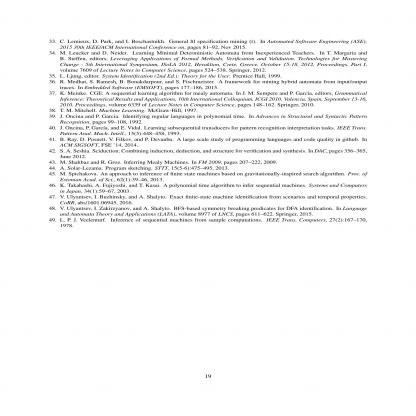 33. C. Lemieux, D. Park, and I. Beschastnikh. General ltl specification mining (t). In Automated Software Engineering (ASE),
2015 30th IEEE/ACM International Conference on, pages 81–92, Nov 2015.
34. M. Leucker and D. Neider. Learning Minimal Deterministic Automata from Inexperienced Teachers. In T. Margaria and
B. Steffen, editors, Leveraging Applications of Formal Methods, Verification and Validation. Technologies for Mastering
Change - 5th International Symposium, ISoLA 2012, Heraklion, Crete, Greece, October 15-18, 2012, Proceedings, Part I,
volume 7609 of Lecture Notes in Computer Science, pages 524–538. Springer, 2012.
35. L. Ljung, editor. System Identification (2nd Ed.): Theory for the User. Prentice Hall, 1999.
36. R. Medhat, S. Ramesh, B. Bonakdarpour, and S. Fischmeister. A framework for mining hybrid automata from input/output
traces. In Embedded Software (EMSOFT), pages 177–186, 2015.
37. K. Meinke. CGE: A sequential learning algorithm for mealy automata. In J. M. Sempere and P. García, editors, Grammatical
Inference: Theoretical Results and Applications, 10th International Colloquium, ICGI 2010, Valencia, Spain, September 13-16,
2010. Proceedings, volume 6339 of Lecture Notes in Computer Science, pages 148–162. Springer, 2010.
38. T. M. Mitchell. Machine Learning. McGraw-Hill, 1997.
39. J. Oncina and P. Garcia. Identifying regular languages in polynomial time. In Advances in Structural and Syntactic Pattern
Recognition, pages 99–108, 1992.
40. J. Oncina, P. García, and E. Vidal. Learning subsequential transducers for pattern recognition interpretation tasks. IEEE Trans.
Pattern Anal. Mach. Intell., 15(5):448–458, 1993.
41. B. Ray, D. Posnett, V. Filkov, and P. Devanbu. A large scale study of programming languages and code quality in github. In
ACM SIGSOFT, FSE '14, 2014.
42. S. A. Seshia. Sciduction: Combining induction, deduction, and structure for verification and synthesis. In DAC, pages 356–365,
June 2012.
43. M. Shahbaz and R. Groz. Inferring Mealy Machines. In FM 2009, pages 207–222, 2009.
44. A. Solar-Lezama. Program sketching. STTT, 15(5-6):475–495, 2013.
45. M. Spichakova. An approach to inference of finite state machines based on gravitationally-inspired search algorithm. Proc. of
Estonian Acad. of Sci., 62(1):39–46, 2013.
46. K. Takahashi, A. Fujiyoshi, and T. Kasai. A polynomial time algorithm to infer sequential machines. Systems and Computers
in Japan, 34(1):59–67, 2003.
47. V. Ulyantsev, I. Buzhinsky, and A. Shalyto. Exact finite-state machine identification from scenarios and temporal properties.
CoRR, abs/1601.06945, 2016.
48. V. Ulyantsev, I. Zakirzyanov, and A. Shalyto. BFS-based symmetry breaking predicates for DFA identification. In Language
and Automata Theory and Applications (LATA), volume 8977 of LNCS, pages 611–622. Springer, 2015.
49. L. P. J. Veelenturf. Inference of sequential machines from sample computations. IEEE Trans. Computers, 27(2):167–170,
1978.
19